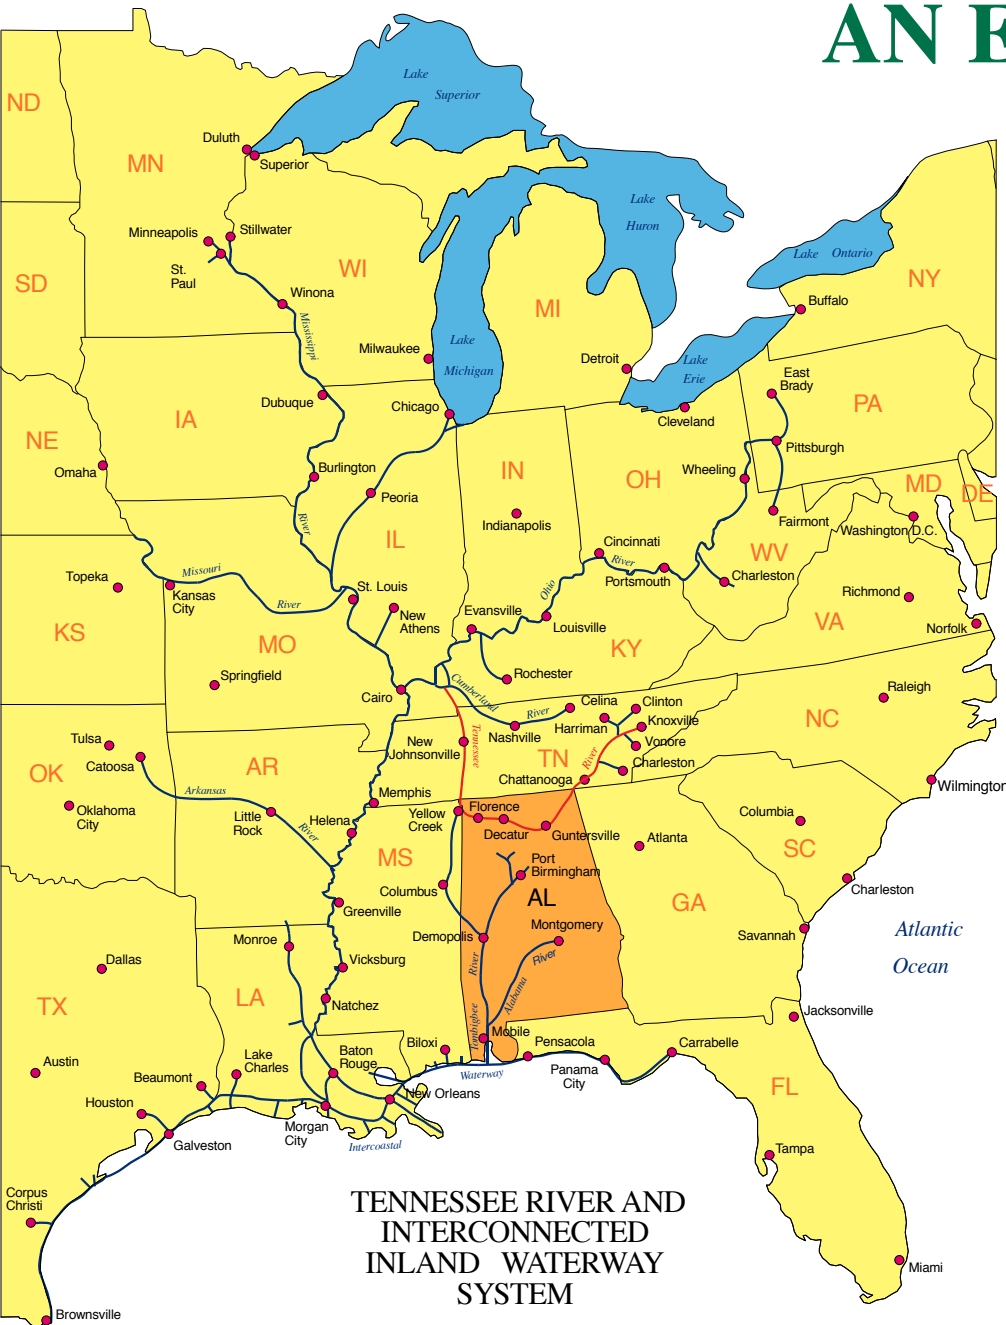 AN E
Lake
Superior
ND
Duluth
Superior
MN
Lake
Huron
Minneapolis
Stillwater
St.
Paul
Lake Ontario
WI
SD
NY
Winona
MI
Buffalo
Mississippi
Lake
Michigan
Milwaukee
Detroit
Lake
Erie
East
Brady
Dubuque
Chicago
PA
Cleveland
IA
NE
Omaha
Burlington
Peoria
IN
OH
Wheeling
Pittsburgh
MD
DE
River
Indianapolis
Fairmont
Washington D.C.
IL
Cincinnati
River
WV
Portsmouth
Charleston
Topeka
Missouri
Kansas
City
River
St. Louis
New
Athens
Ohio
Evansville
Louisville
Richmond
VA
Norfolk
KS
MO
KY
Springfield
Rochester
Cairo
Cumberland
River
Raleigh
Celina
Clinton
Harriman
Knoxville
NC
Nashville
Vonore
Tulsa
Catoosa
New
Johnsonville
Tennessee
TN
River
Charleston
Chattanooga
OK
AR
Arkansas
Wilmington
Oklahoma
City
Little
Rock
River
Memphis
Helena
Yellow
Creek
Florence
Decatur
Guntersville
Columbia
Atlanta
SC
MS
Port
Birmingham
Columbus
AL
Charleston
GA
Greenville
Montgomery
Demopolis
River
Savannah
Atlantic
Ocean
Monroe
Dallas
Vicksburg
River
Alabama
TX
LA
Natchez
Tombigbee
Jacksonville
Mobile
Biloxi
Pensacola
Carrabelle
Austin
Lake
Charles
Baton
Rouge
Waterway
Panama
City
Beaumont
FL
New Orleans
Houston
Morgan
City
Galveston
Intercoastal
Tampa
Corpus
Christi
TENNESSEE RIVER AND
INTERCONNECTED
INLAND WATERWAY
SYSTEM
Miami
Brownsville